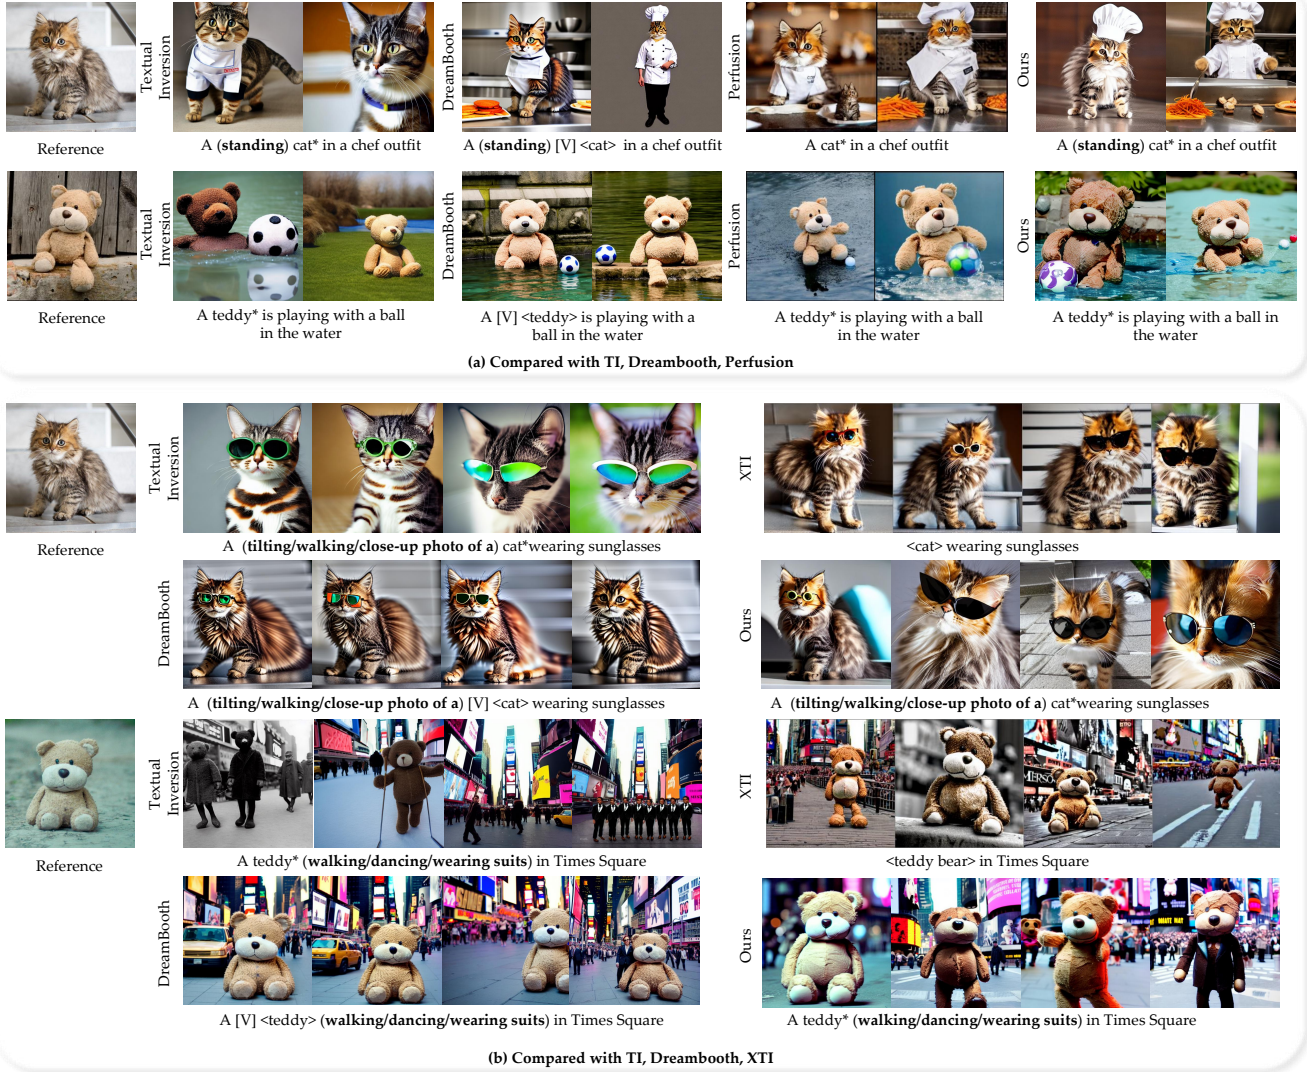 Textual Inversion
DreamBooth
Perfusion
Ours
Reference
A (standing) cat* in a chef outfit
A (standing) [V] <cat> in a chef outfit
A cat* in a chef outfit
A (standing) cat* in a chef outfit
Textual Inversion
DreamBooth
Perfusion
Ours
Reference
A teddy* is playing with a ball
in the water
A [V] <teddy> is playing with a
ball in the water
A teddy* is playing with a ball
in the water
A teddy* is playing with a ball in
the water
(a) Compared with TI, Dreambooth, Perfusion
Textual Inversion
XTI
Reference
A (tilting/walking/close-up photo of a) cat*wearing sunglasses
<cat> wearing sunglasses
DreamBooth
Ours
A (tilting/walking/close-up photo of a) [V] <cat> wearing sunglasses
A (tilting/walking/close-up photo of a) cat*wearing sunglasses
Textual Inversion
XTI
Reference
A teddy* (walking/dancing/wearing suits) in Times Square
<teddy bear> in Times Square
DreamBooth
Ours
A [V] <teddy> (walking/dancing/wearing suits) in Times Square
A teddy* (walking/dancing/wearing suits) in Times Square
(b) Compared with TI, Dreambooth, XTI